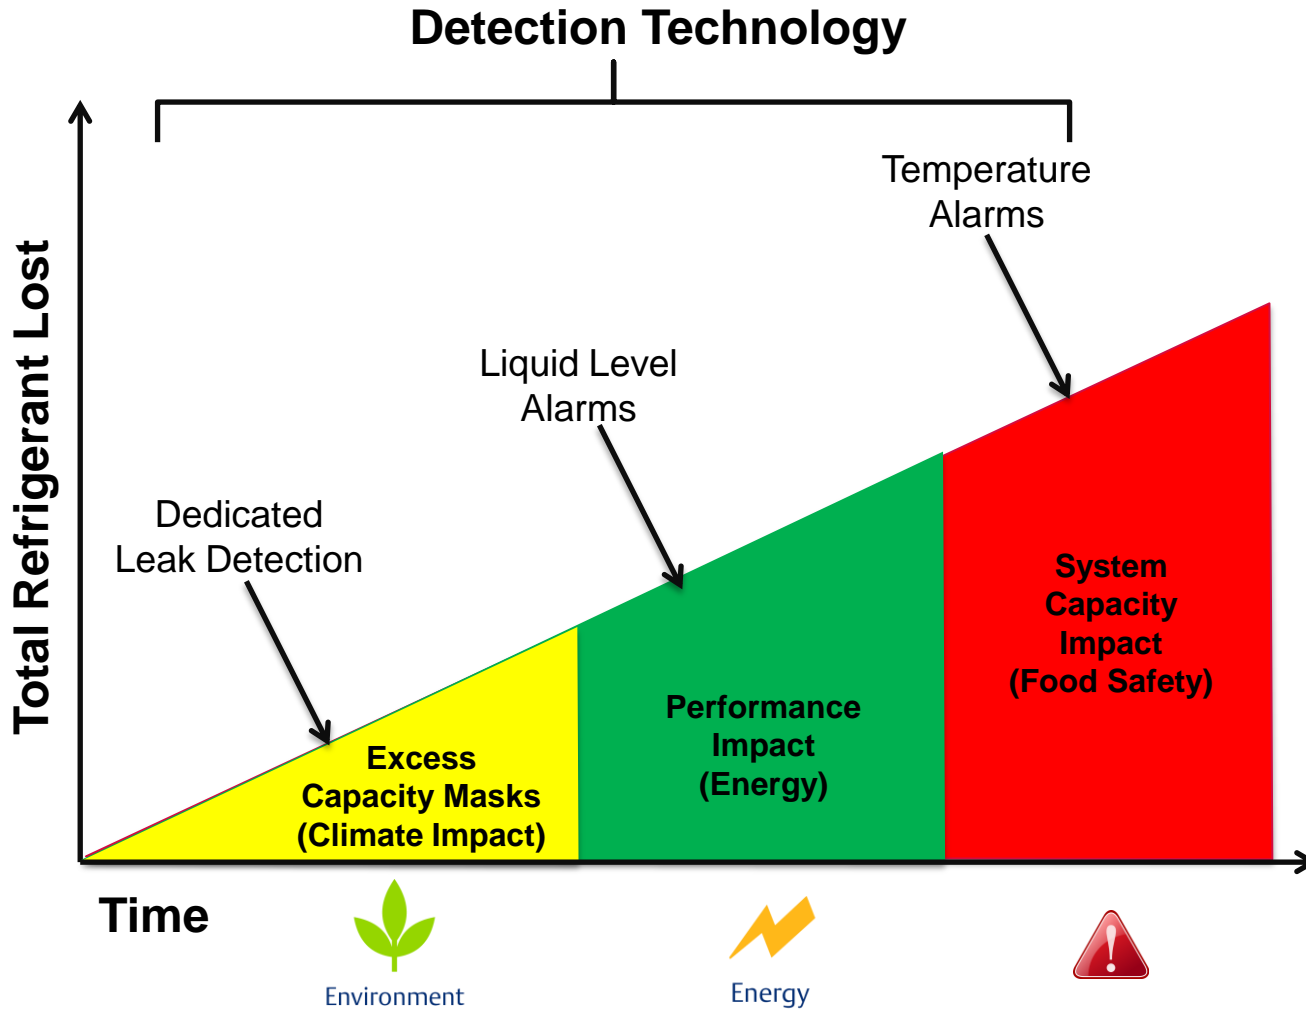 Detection Technology
Temperature
Alarms
Liquid Level
Alarms
Dedicated
Leak Detection
Total Refrigerant Lost
System
Capacity
Impact
(Food Safety)
Performance
Impact
(Energy)
Excess
Capacity Masks
(Climate Impact)
Time
Environment
Energy